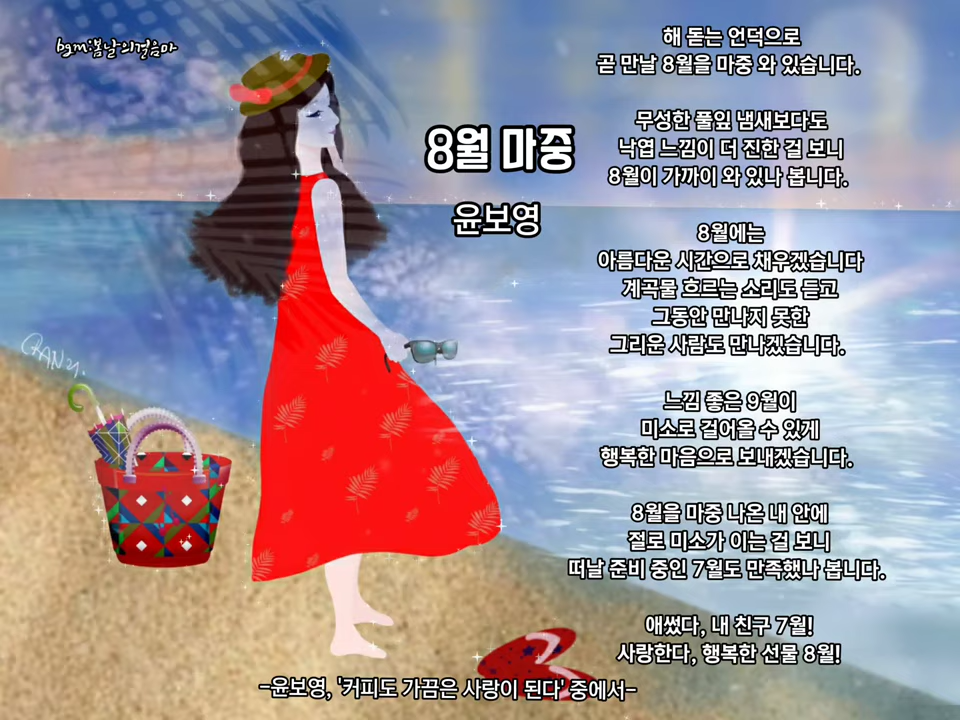 bgm:봄날의걸음마
8월 마중
윤보영
해 돋는 언덕으로
곧 만날 8월을 마중 와 있습니다.
무성한 풀잎 냄새보다도
낙엽 느낌이 더 진한 걸 보니
8월이 가까이 와 있나 봅니다.
8월에는
아름다운 시간으로 채우겠습니다
계곡물 흐르는 소리도 듣고
그동안 만나지 못한
그리운 사람도 만나겠습니다.
느낌 좋은 9월이
미소로 걸어올 수 있게
행복한 마음으로 보내겠습니다.
8월을 마중 나온 내 안에
절로 미소가 이는 걸 보니
떠날 준비 중인 7월도 만족했나 봅니다.
애썼다, 내 친구 7월!
사랑한다, 행복한 선물 8월!
-윤보영, '커피도 가끔은 사랑이 된다' 중에서-